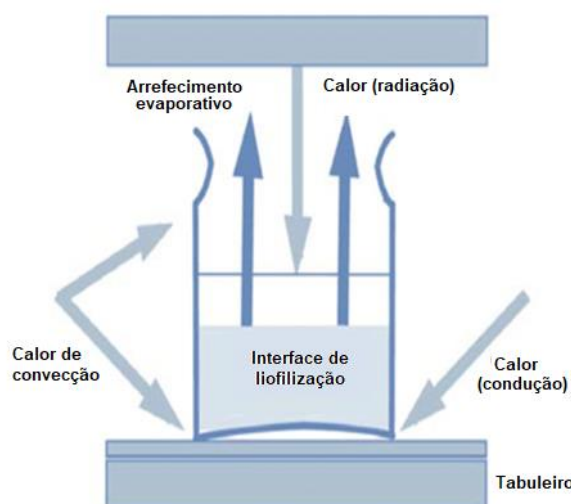 Arrefecimento
evaporativo
Calor (radiação)
Calor de
convecção
Interface de
liofilização
Calor
(condução)
Tabuleiro